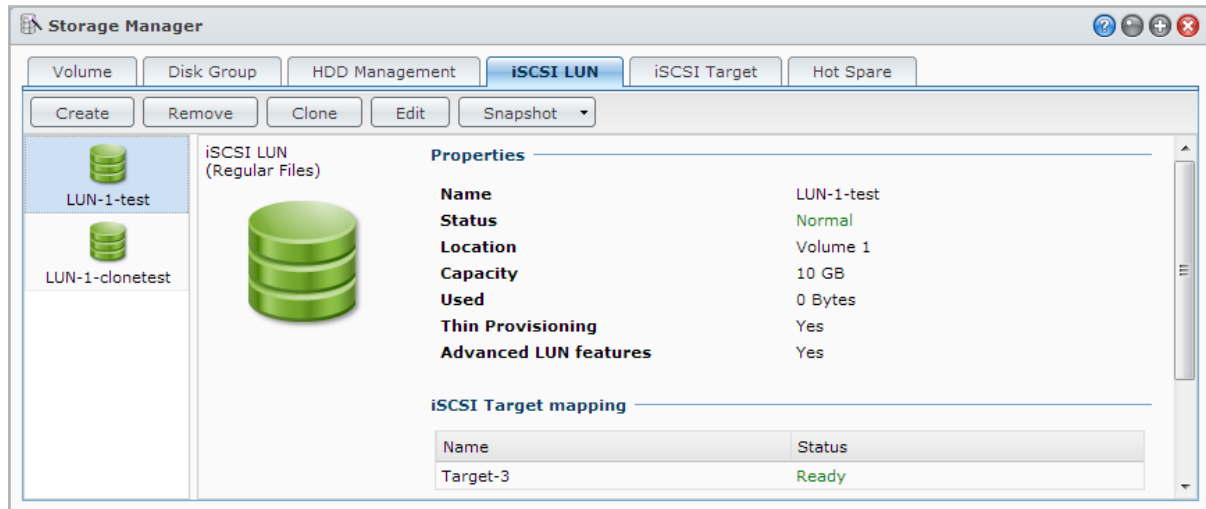 Storage Manager
Volume Disk Group HDD Management iSCSI LUN iSCSI Target Hot Spare
Create Remove Clone Edit Snapshot
LUN-1-test
LUN-1-clonetest
iSCSI LUN
(Regular Files)
Properties
Name LUN-1-test
Status Normal
Location Volume 1
Capacity 10 GB
Used 0 Bytes
Thin Provisioning Yes
Advanced LUN features Yes
iSCSI Target mapping
Name Status
Target-3 Ready